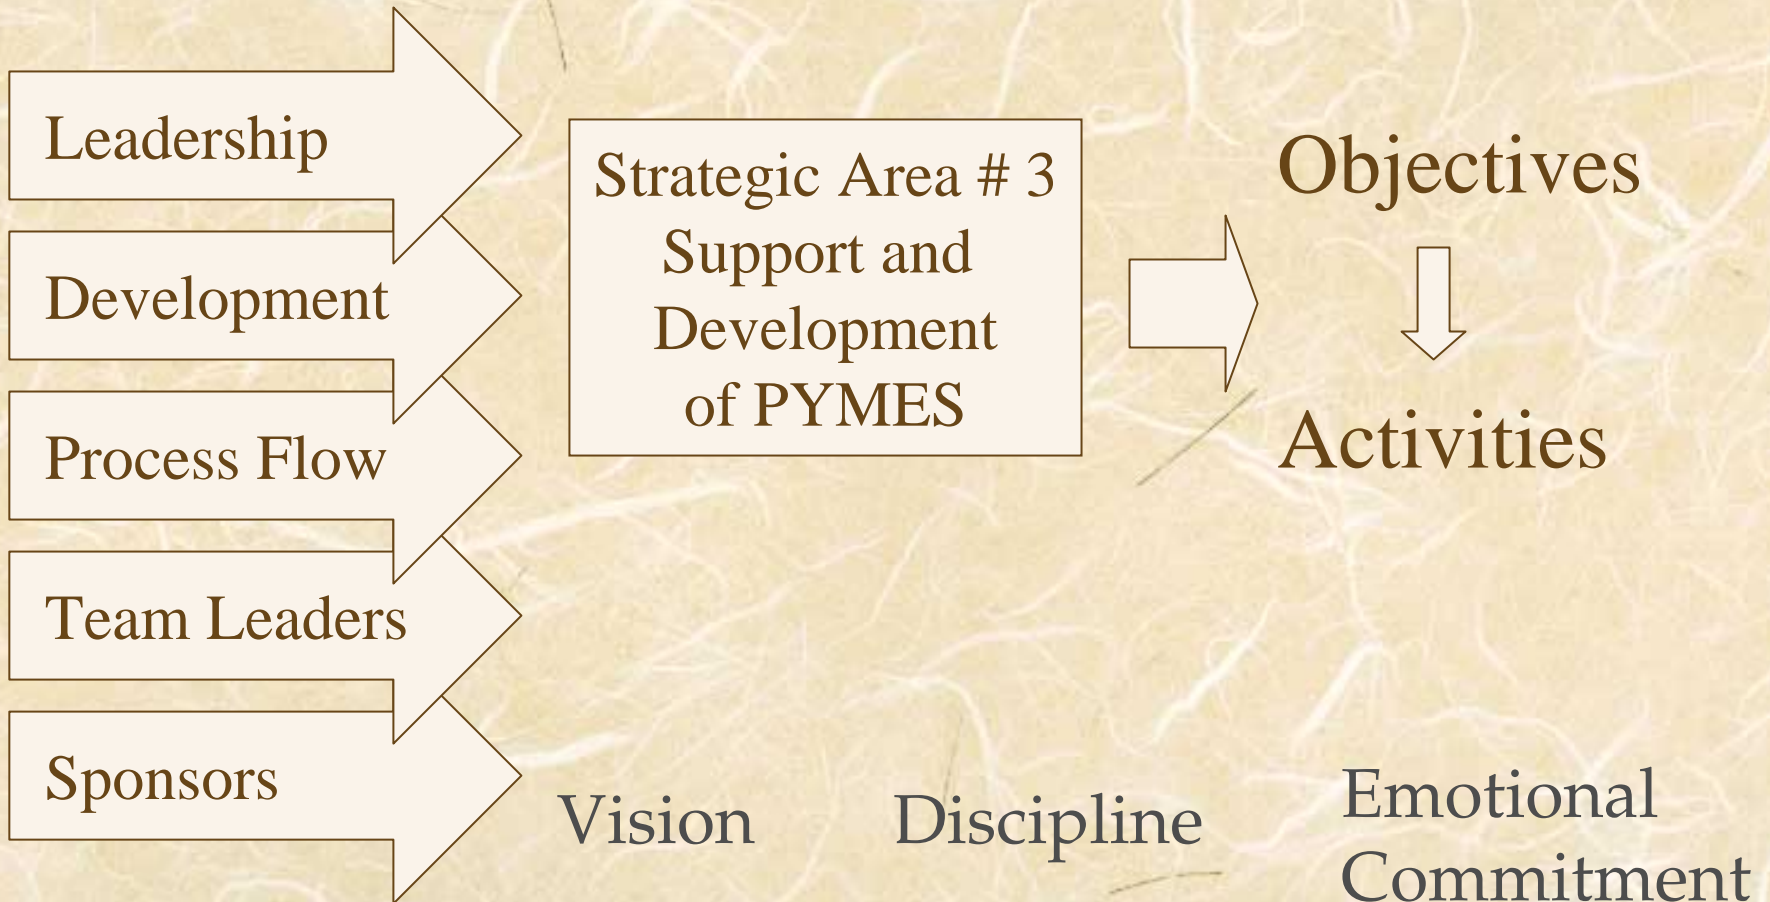 Leadership
Development
Process Flow
Team Leaders
Sponsors
Strategic Area # 3
Support and
Development
of PYMES
Objectives
Activities
Vision
Discipline
Emotional
Commitment